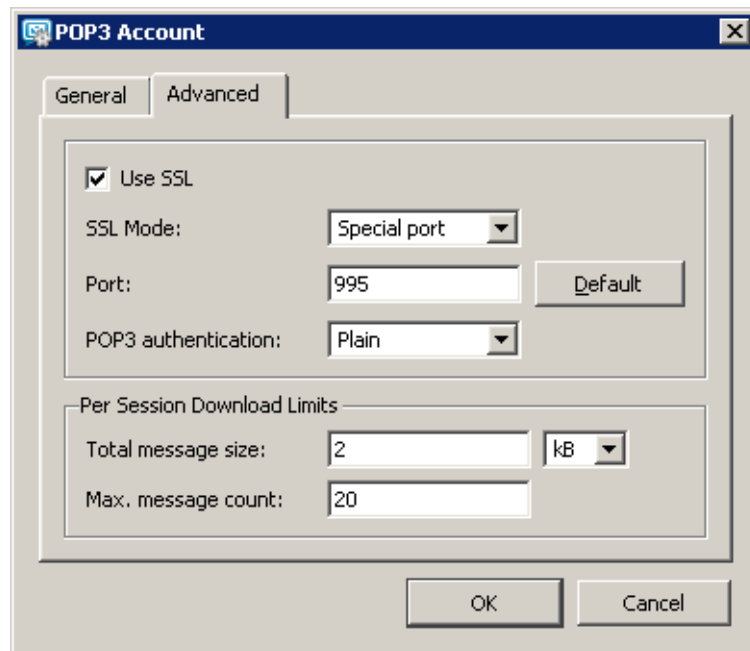 POP3 Account
General Advanced
Use SSL
SSL Mode: Special port
Port: 995 Default
POP3 authentication: Plain
Per Session Download Limits
Total message size: 2 kB
Max. message count: 20
OK Cancel